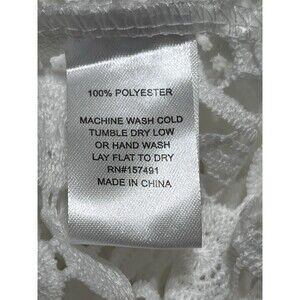 100% POLYESTER
MACHINE WASH COLD
TUMBLE DRY LOW
OR HAND WASH
LAY FLAT TO DRY
RN#157491
MADE IN CHINA